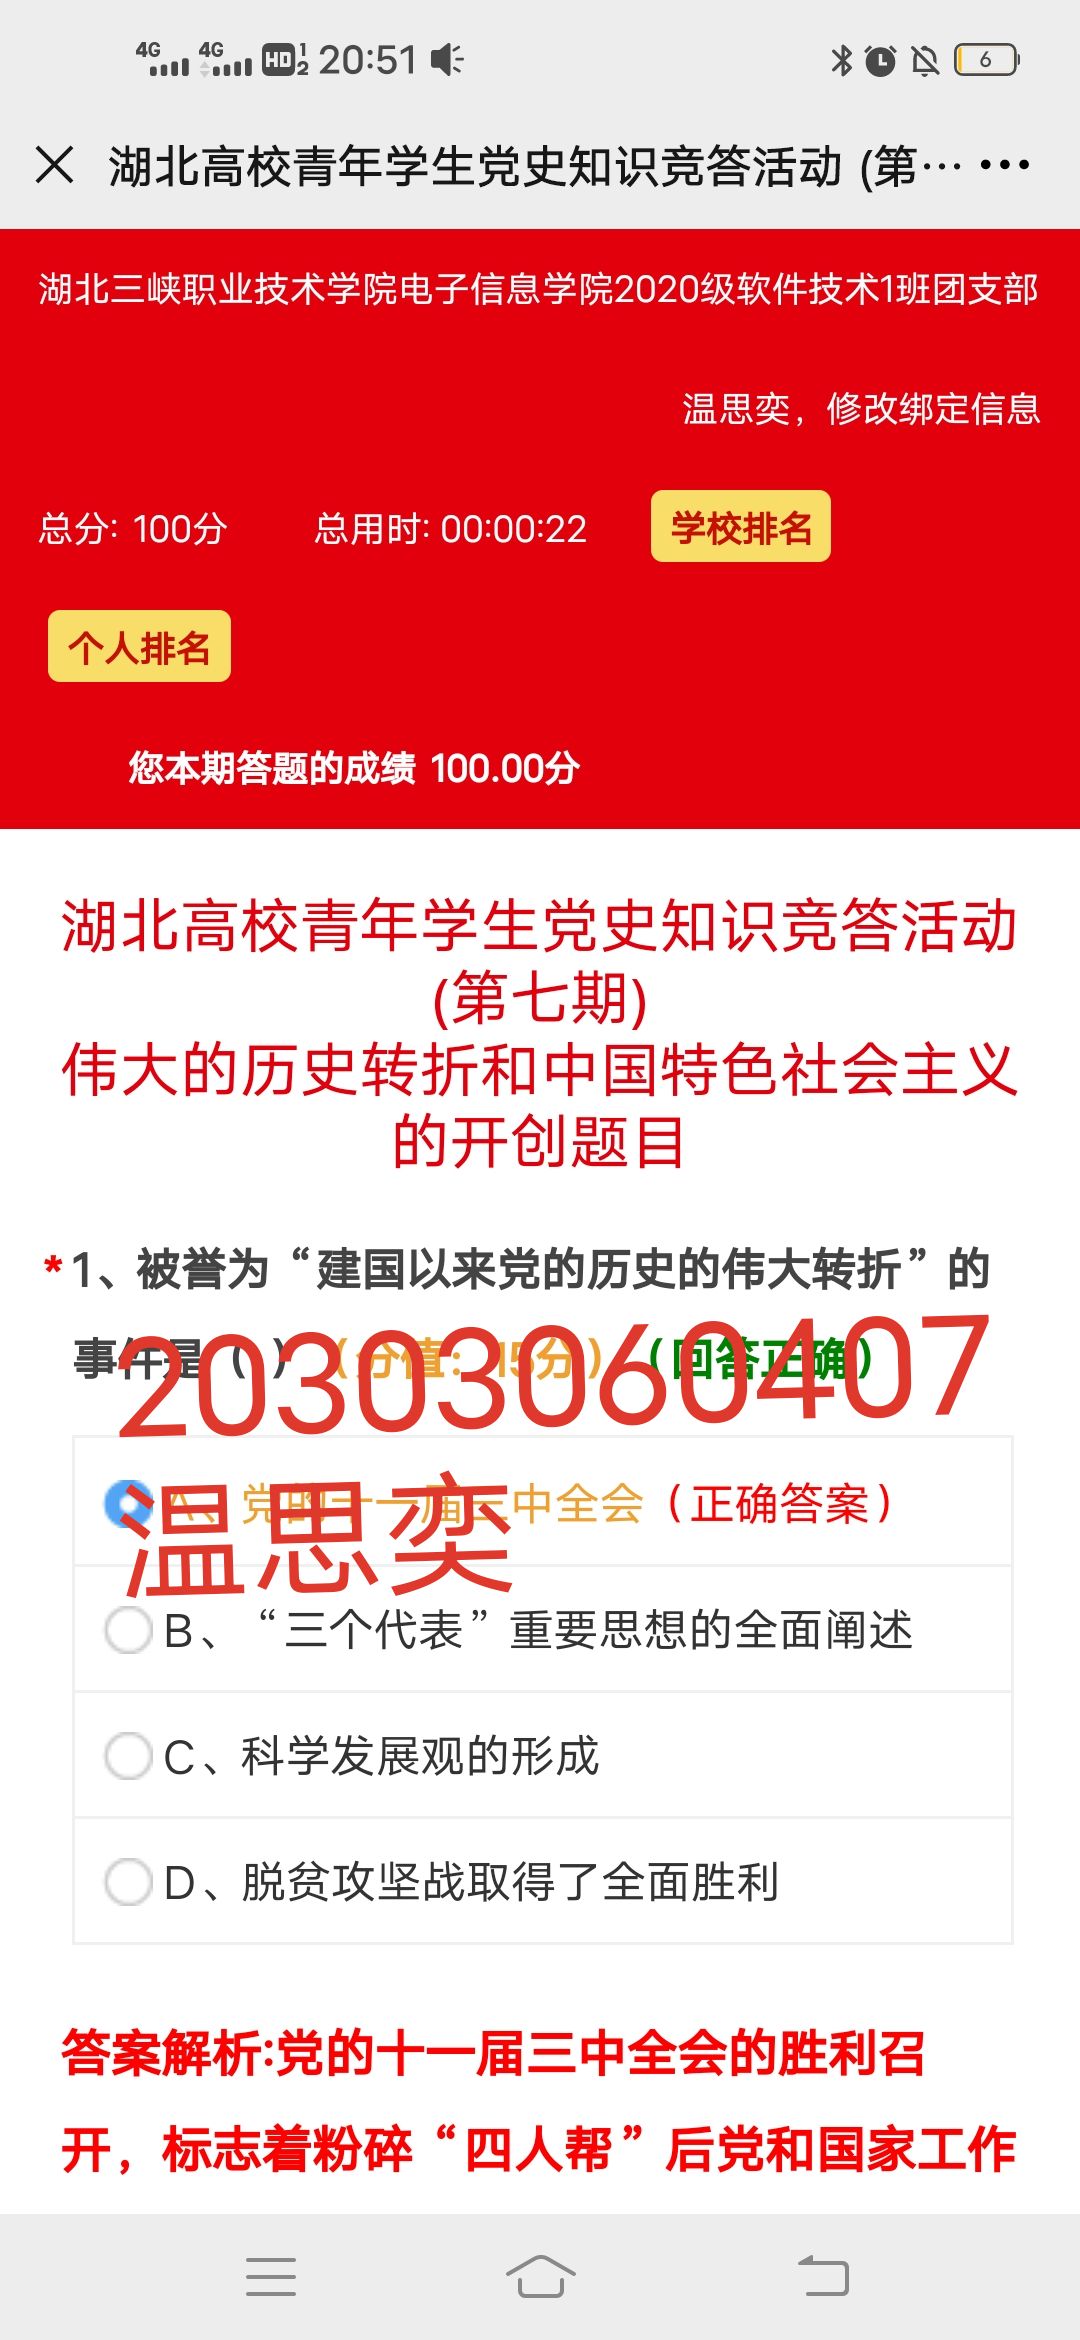 4G 4G HD 1 2 20:51 6
湖北高校青年学生党史知识竞答活动 (第… •••
湖北三峡职业技术学院电子信息学院2020级软件技术1班团支部
温思奕，修改绑定信息
总分: 100分 总用时: 00:00:22 学校排名
个人排名
您本期答题的成绩 100.00分
湖北高校青年学生党史知识竞答活动
(第七期)
伟大的历史转折和中国特色社会主义
的开创题目
*1、被誉为“建国以来党的历史的伟大转折”的
事件是（ ）（分值：15分）（回答正确）
20303060407
A、党的十一届三中全会（正确答案）
温思奕
B、“三个代表”重要思想的全面阐述
C、科学发展观的形成
D、脱贫攻坚战取得了全面胜利
答案解析:党的十一届三中全会的胜利召
开，标志着粉碎“四人帮”后党和国家工作